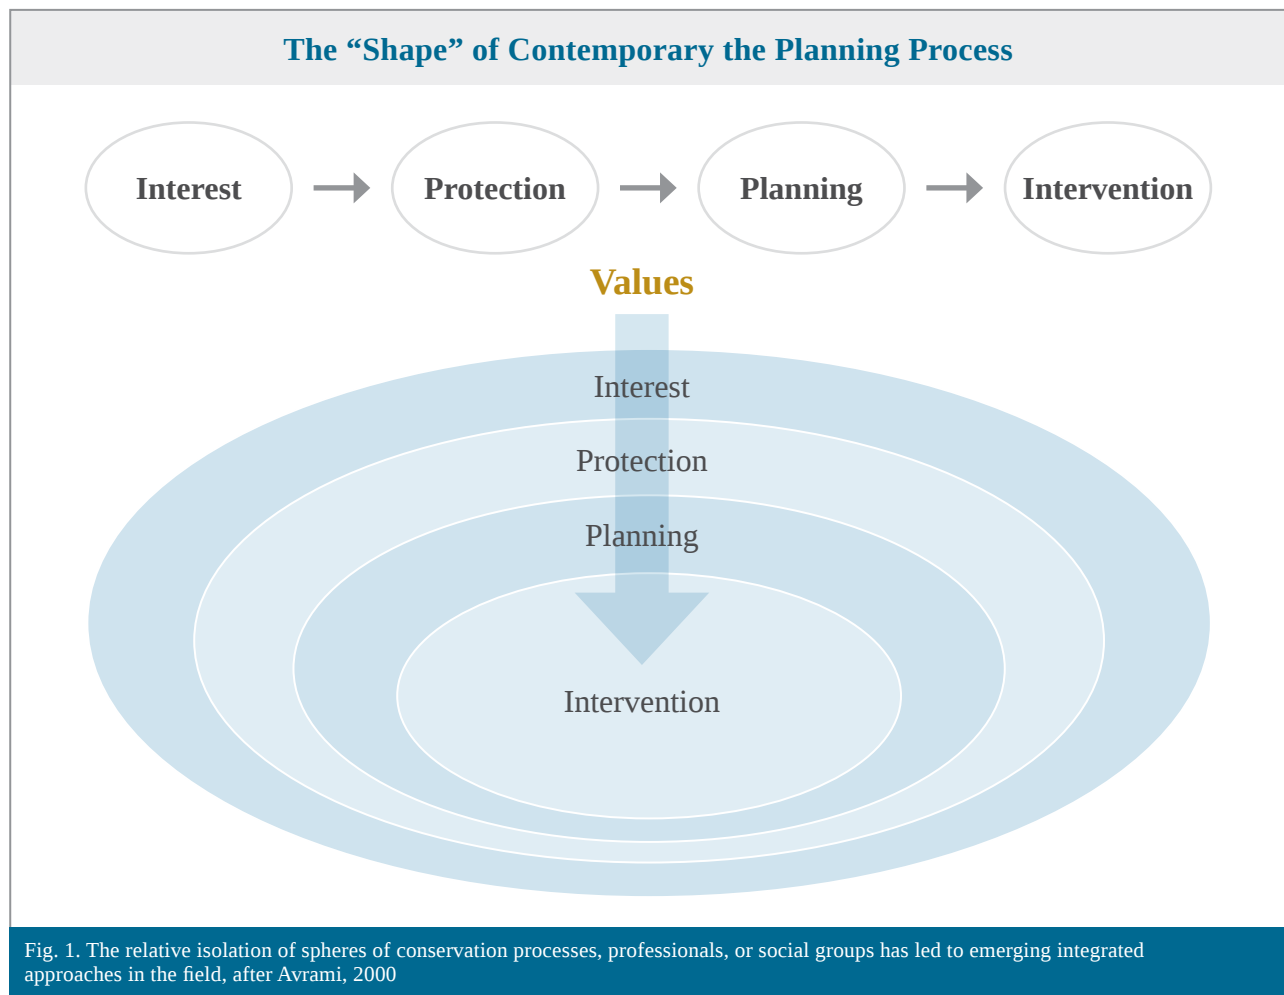 The “Shape” of Contemporary the Planning Process
Interest
Protection
Planning
Intervention
Values
Interest
Protection
Planning
Intervention
Fig. 1. The relative isolation of spheres of conservation processes, professionals, or social groups has led to emerging integrated
approaches in the field, after Avrami, 2000